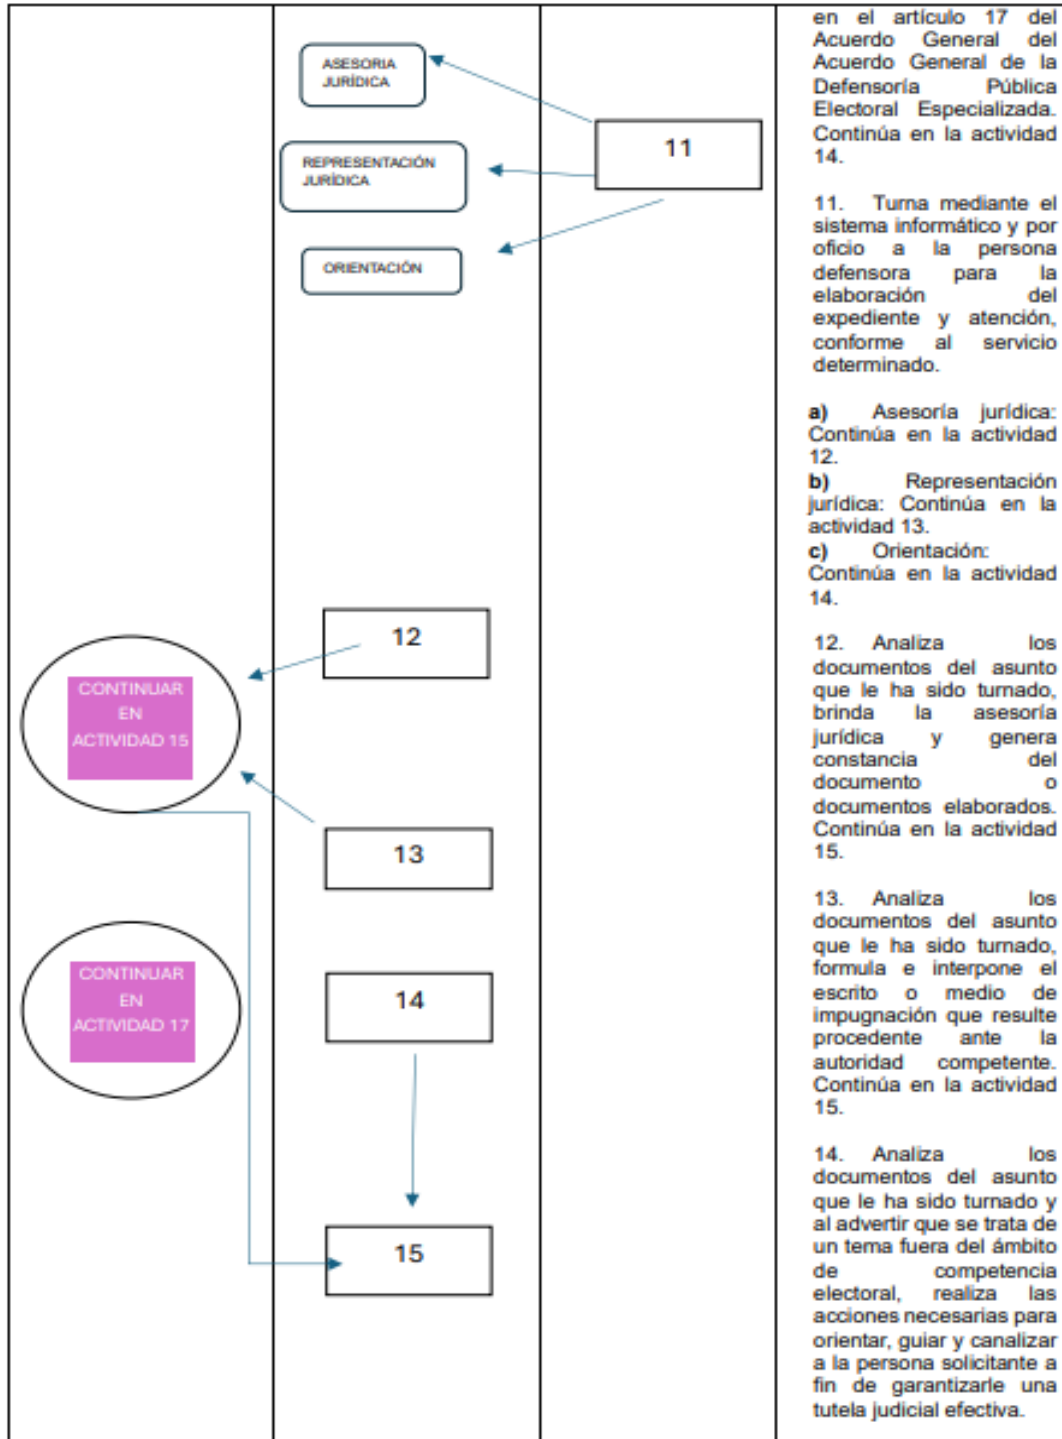 CONTINUAR
EN
ACTIVIDAD 15
CONTINUAR
EN
ACTIVIDAD 17
ASESORIA
JURÍDICA
REPRESENTACIÓN
JURÍDICA
ORIENTACIÓN
12
13
14
15
11
en el artículo 17 del
Acuerdo General del
Acuerdo General de la
Defensoría Pública
Electoral Especializada.
Continúa en la actividad
14.
11. Turna mediante el
sistema informático y por
oficio a la persona
defensora para la
elaboración del
expediente y atención,
conforme al servicio
determinado.
a) Asesoría jurídica:
Continúa en la actividad
12.
b) Representación
jurídica: Continúa en la
actividad 13.
c) Orientación:
Continúa en la actividad
14.
12. Analiza los
documentos del asunto
que le ha sido turnado,
brinda la asesoría
jurídica y genera
constancia del
documento o
documentos elaborados.
Continúa en la actividad
15.
13. Analiza los
documentos del asunto
que le ha sido turnado,
formula e interpone el
escrito o medio de
impugnación que resulte
procedente ante la
autoridad competente.
Continúa en la actividad
15.
14. Analiza los
documentos del asunto
que le ha sido turnado y
al advertir que se trata de
un tema fuera del ámbito
de competencia
electoral, realiza las
acciones necesarias para
orientar, guiar y canalizar
a la persona solicitante a
fin de garantizarle una
tutela judicial efectiva.